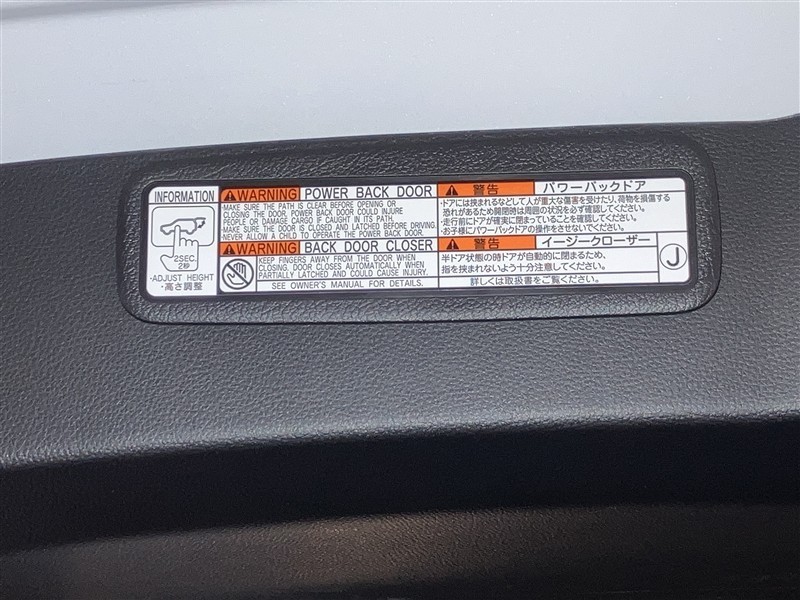 INFORMATION
2SEC.
2秒
·ADJUST HEIGHT
·高さ調整
WARNING POWER BACK DOOR
·MAKE SURE THE PATH IS CLEAR BEFORE OPENING OR
CLOSING THE DOOR. POWER BACK DOOR COULD INJURE
PEOPLE OR DAMAGE CARGO IF CAUGHT IN ITS PATH.
·MAKE SURE THE DOOR IS CLOSED AND LATCHED BEFORE DRIVING.
·NEVER ALLOW A CHILD TO OPERATE THE POWER BACK DOOR.
WARNING BACK DOOR CLOSER
KEEP FINGERS AWAY FROM THE DOOR WHEN
CLOSING. DOOR CLOSES AUTOMATICALLY WHEN
PARTIALLY LATCHED AND COULD CAUSE INJURY.
SEE OWNER'S MANUAL FOR DETAILS.
警告 パワーバックドア
·ドアにはさまれるなどして人が重大な傷害を受けたり、荷物を損傷する
恐れがあるため開閉時は周囲の状況を必ず確認してください。
·走行前にドアが確実に閉まっていることを確認してください。
·お子様にパワーバックドアの操作をさせないでください。
警告 イージークローザー
半ドア状態の時ドアが自動的に閉まるため、
指を挟まれないよう十分注意してください。
詳しくは取扱書をご覧ください。
J